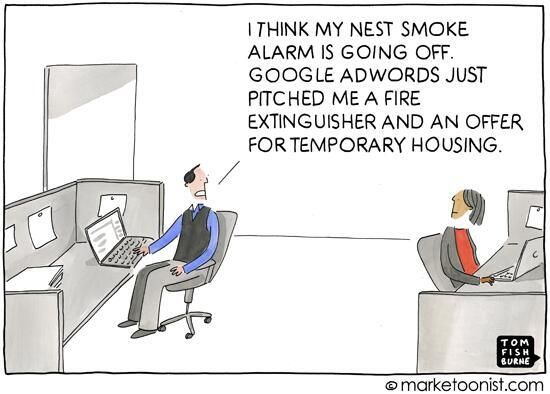 I THINK MY NEST SMOKE
ALARM IS GOING OFF.
GOOGLE ADWORDS JUST
PITCHED ME A FIRE
EXTINGUISHER AND AN OFFER
FOR TEMPORARY HOUSING.
TOM
FISH
BURNE
© marketoonist.com